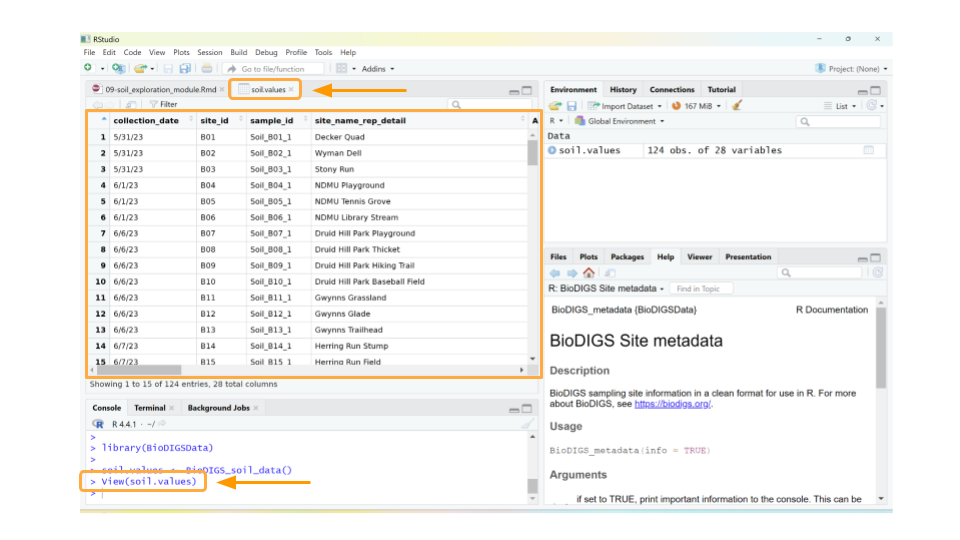 RStudio
File Edit Code View Plots Session Build Debug Profile Tools Help
Go to file/function Addins Project: (None)
09-soil_exploration_module.Rmd soil.values
Filter
collection_date site_id sample_id site_name_rep_detail A
1 5/31/23 B01 Soil_B01_1 Decker Quad
2 5/31/23 B02 Soil_B02_1 Wyman Dell
3 5/31/23 B03 Soil_B03_1 Stony Run
4 6/1/23 B04 Soil_B04_1 NDMU Playground
5 6/1/23 B05 Soil_B05_1 NDMU Tennis Grove
6 6/1/23 B06 Soil_B06_1 NDMU Library Stream
7 6/6/23 B07 Soil_B07_1 Druid Hill Park Playground
8 6/6/23 B08 Soil_B08_1 Druid Hill Park Thicket
9 6/6/23 B09 Soil_B09_1 Druid Hill Park Hiking Trail
10 6/6/23 B10 Soil_B10_1 Druid Hill Park Baseball Field
11 6/6/23 B11 Soil_B11_1 Gwynns Grassland
12 6/6/23 B12 Soil_B12_1 Gwynns Glade
13 6/6/23 B13 Soil_B13_1 Gwynns Trailhead
14 6/7/23 B14 Soil_B14_1 Herring Run Stump
15 6/7/23 B15 Soil_B15_1 Herring Run Field
Showing 1 to 15 of 124 entries, 28 total columns
Console Terminal Background Jobs
R 4.4.1 · ~/
>
> library(BioDIGSData)
>
> soil.values <- BioDIGS_soil_data()
> View(soil.values)
>
Environment History Connections Tutorial
Import Dataset 167 MiB List
R Global Environment
Data
soil.values 124 obs. of 28 variables
Files Plots Packages Help Viewer Presentation
R: BioDIGS Site metadata Find in Topic
BioDIGS_metadata {BioDIGSData} R Documentation
BioDIGS Site metadata
Description
BioDIGS sampling site information in a clean format for use in R. For more
about BioDIGS, see https://biodigs.org/.
Usage
BioDIGS_metadata(info = TRUE)
Arguments
if set to TRUE, print important information to the console. This can be